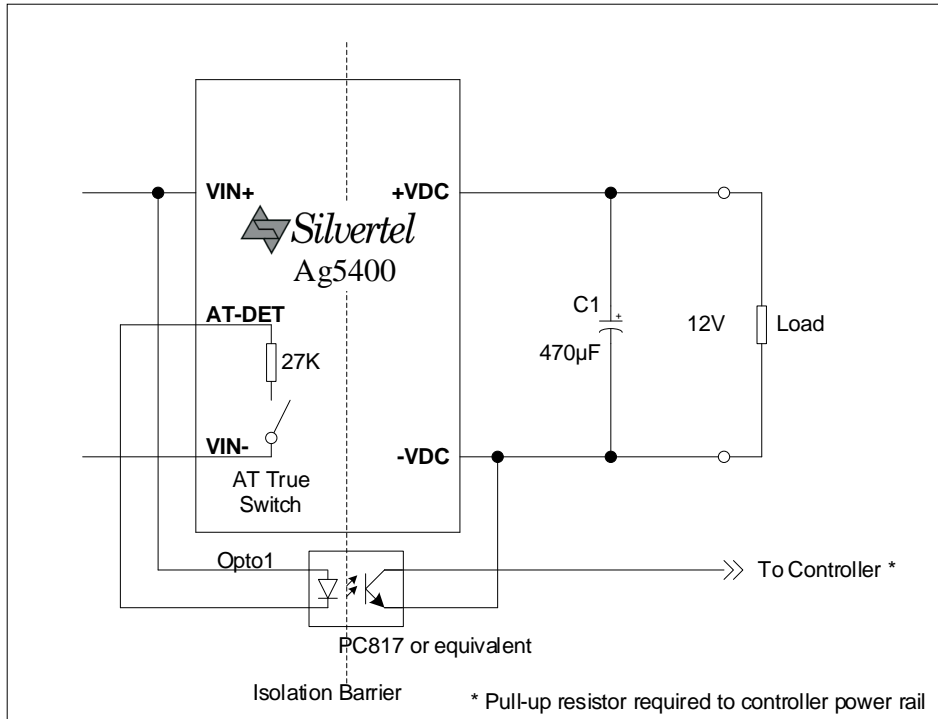 VIN+
+VDC
Silvertel
Ag5400
AT-DET
27K
C1
+
470µF
12V
Load
VIN-
-VDC
AT True
Switch
Opto1
To Controller *
PC817 or equivalent
Isolation Barrier
* Pull-up resistor required to controller power rail